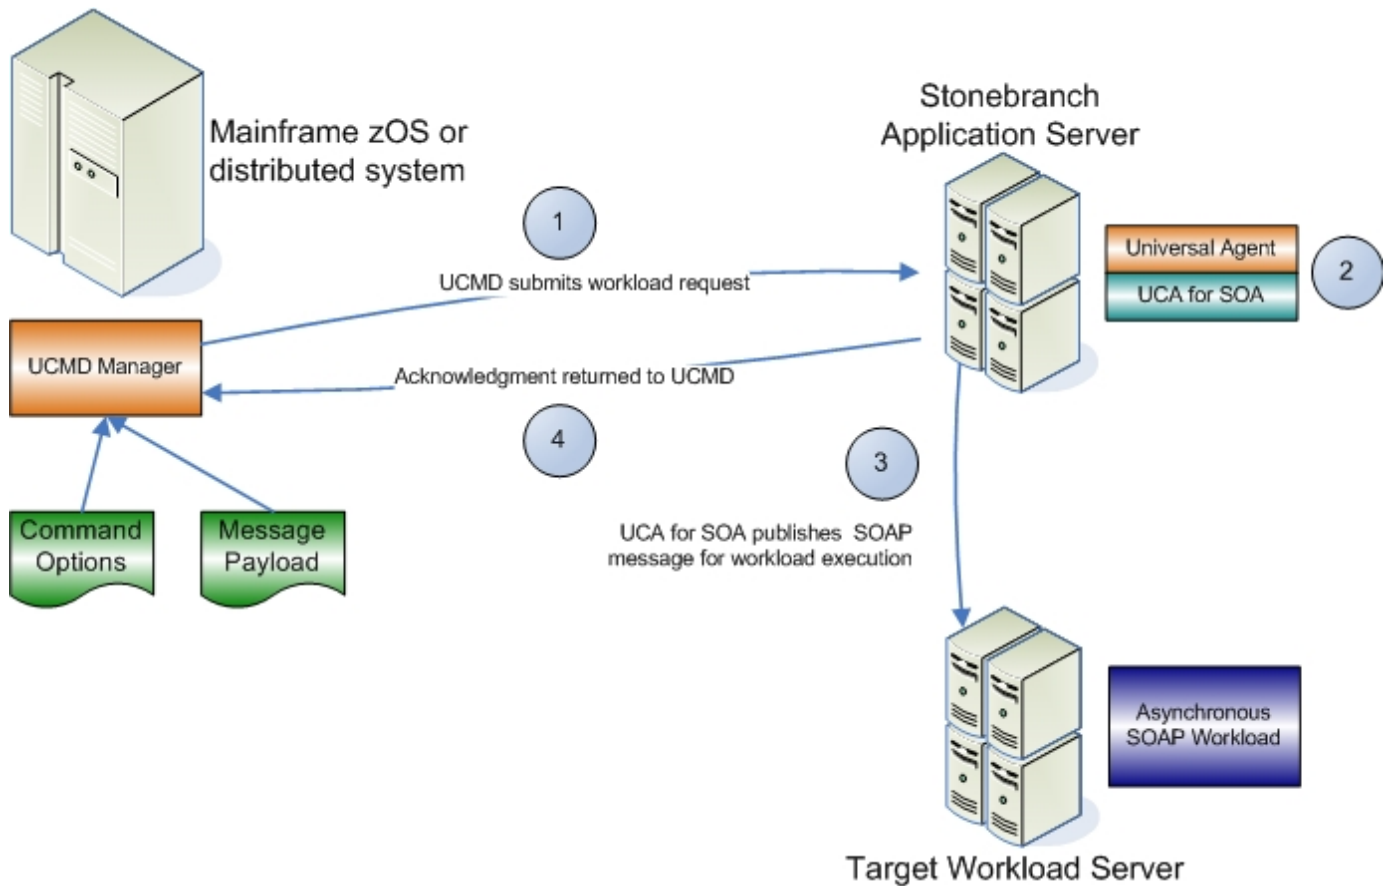 Mainframe zOS or
distributed system
Stonebranch
Application Server
1
UCMD submits workload request
Universal Agent
UCA for SOA
2
UCMD Manager
Acknowledgment returned to UCMD
4
3
Command
Options
Message
Payload
UCA for SOA publishes SOAP
message for workload execution
Asynchronous
SOAP Workload
Target Workload Server